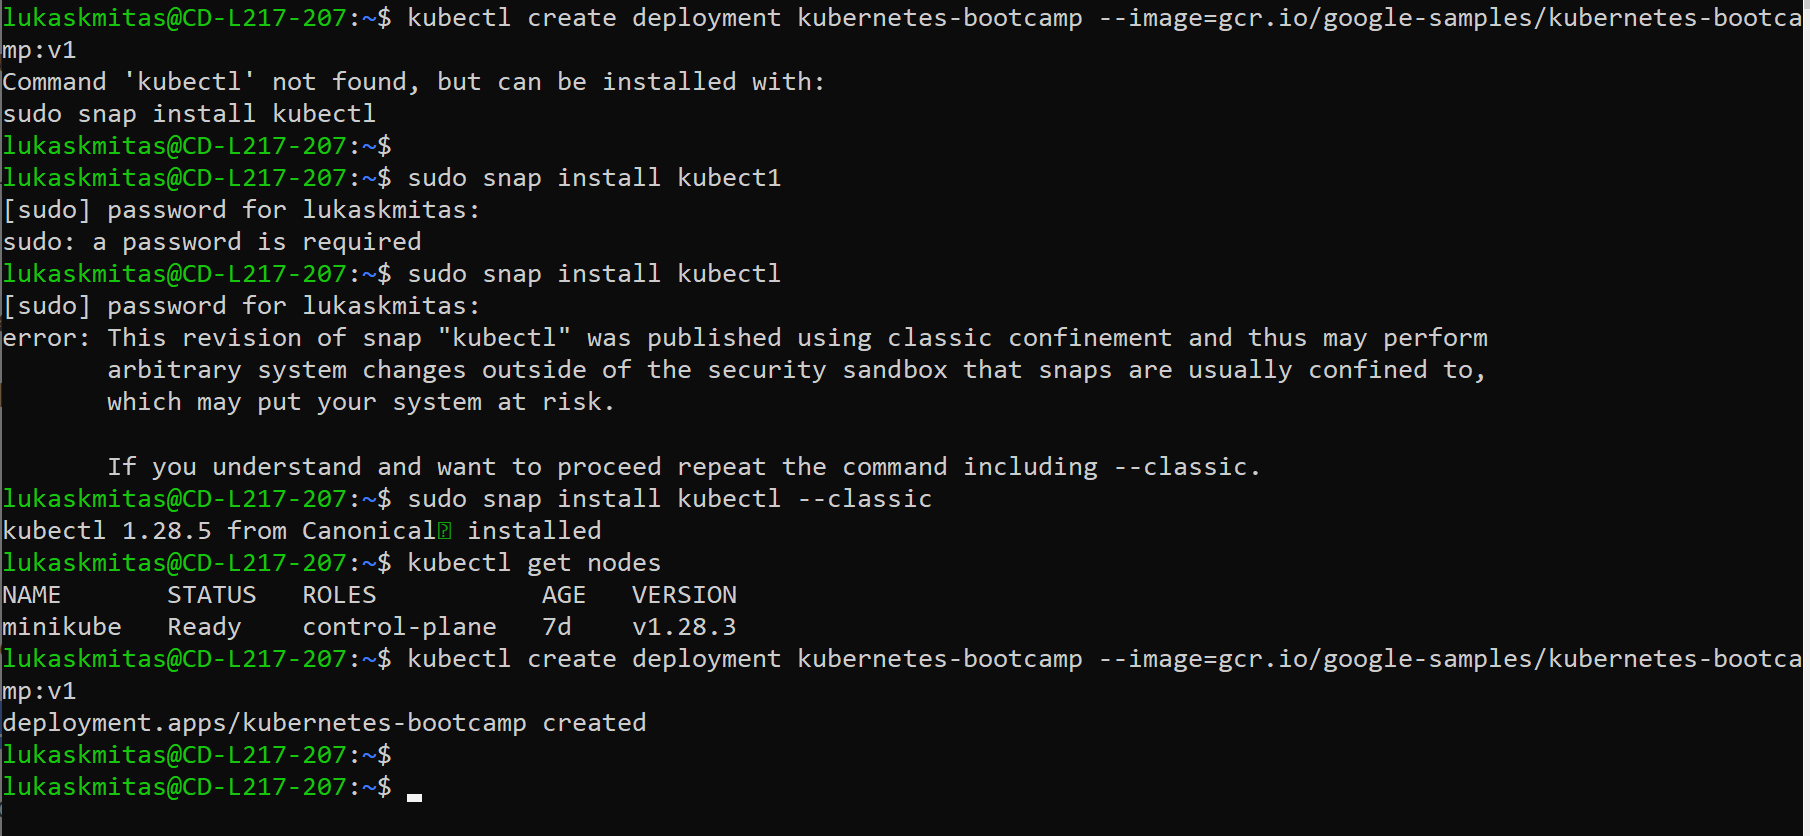 lukaskmitas@CD-L217-207:~$ kubectl create deployment kubernetes-bootcamp --image=gcr.io/google-samples/kubernetes-bootca
mp:v1
Command 'kubectl' not found, but can be installed with:
sudo snap install kubectl
lukaskmitas@CD-L217-207:~$
lukaskmitas@CD-L217-207:~$ sudo snap install kubect1
[sudo] password for lukaskmitas:
sudo: a password is required
lukaskmitas@CD-L217-207:~$ sudo snap install kubectl
[sudo] password for lukaskmitas:
error: This revision of snap "kubectl" was published using classic confinement and thus may perform
       arbitrary system changes outside of the security sandbox that snaps are usually confined to,
       which may put your system at risk.

       If you understand and want to proceed repeat the command including --classic.
lukaskmitas@CD-L217-207:~$ sudo snap install kubectl --classic
kubectl 1.28.5 from Canonical⍰ installed
lukaskmitas@CD-L217-207:~$ kubectl get nodes
NAME       STATUS   ROLES           AGE   VERSION
minikube   Ready    control-plane   7d    v1.28.3
lukaskmitas@CD-L217-207:~$ kubectl create deployment kubernetes-bootcamp --image=gcr.io/google-samples/kubernetes-bootca
mp:v1
deployment.apps/kubernetes-bootcamp created
lukaskmitas@CD-L217-207:~$
lukaskmitas@CD-L217-207:~$